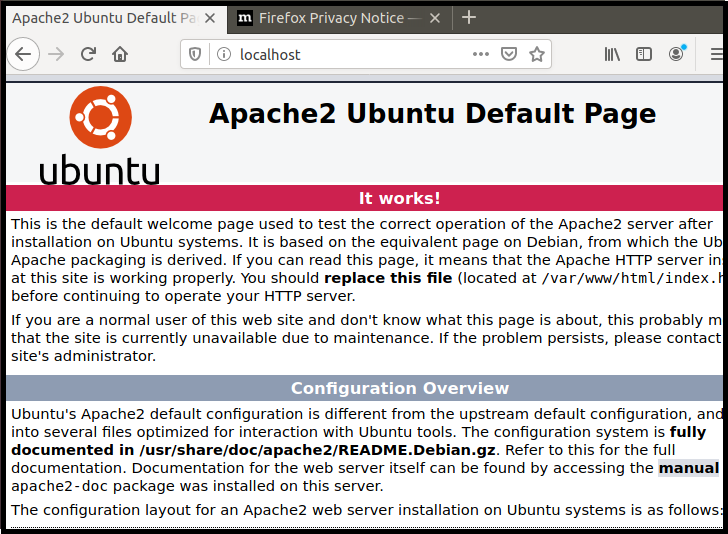 Apache2 Ubuntu Default Pa
Firefox Privacy Notice —
localhost
ubuntu
Apache2 Ubuntu Default Page
It works!
This is the default welcome page used to test the correct operation of the Apache2 server after
installation on Ubuntu systems. It is based on the equivalent page on Debian, from which the Ub
Apache packaging is derived. If you can read this page, it means that the Apache HTTP server in
at this site is working properly. You should replace this file (located at /var/www/html/index.h
before continuing to operate your HTTP server.
If you are a normal user of this web site and don't know what this page is about, this probably m
that the site is currently unavailable due to maintenance. If the problem persists, please contact
site's administrator.
Configuration Overview
Ubuntu's Apache2 default configuration is different from the upstream default configuration, and
into several files optimized for interaction with Ubuntu tools. The configuration system is fully
documented in /usr/share/doc/apache2/README.Debian.gz. Refer to this for the full
documentation. Documentation for the web server itself can be found by accessing the manual
apache2-doc package was installed on this server.
The configuration layout for an Apache2 web server installation on Ubuntu systems is as follows: